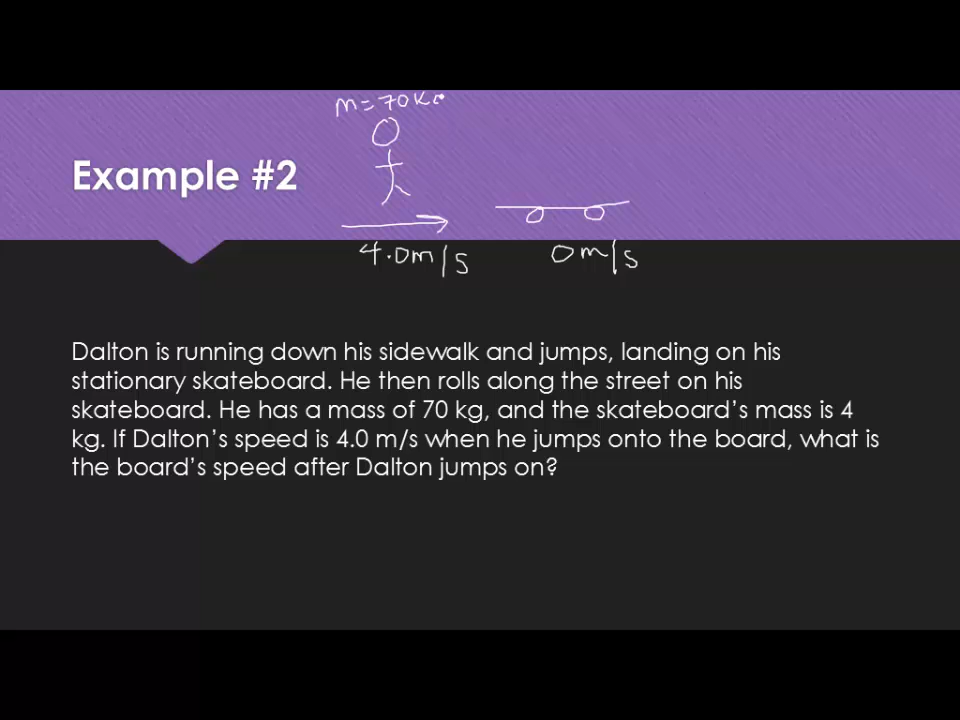 m=70kg
Example #2
4.0m/s
0m/s
Dalton is running down his sidewalk and jumps, landing on his
stationary skateboard. He then rolls along the street on his
skateboard. He has a mass of 70 kg, and the skateboard’s mass is 4
kg. If Dalton’s speed is 4.0 m/s when he jumps onto the board, what is
the board’s speed after Dalton jumps on?